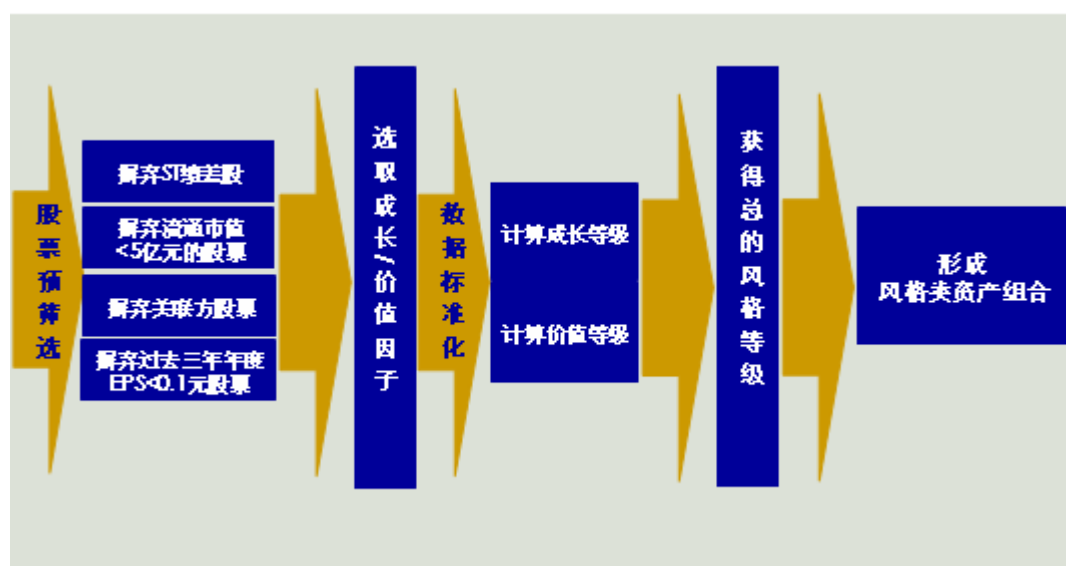 股票预筛选
摒弃ST绩差股
摒弃流通市值
<5亿元的股票
摒弃关联方股票
摒弃过去三年年度
EPS<0.1元股票
选取成长/价值因子
数据标准化
计算成长等级
计算价值等级
获得总的风格等级
形成
风格类资产组合